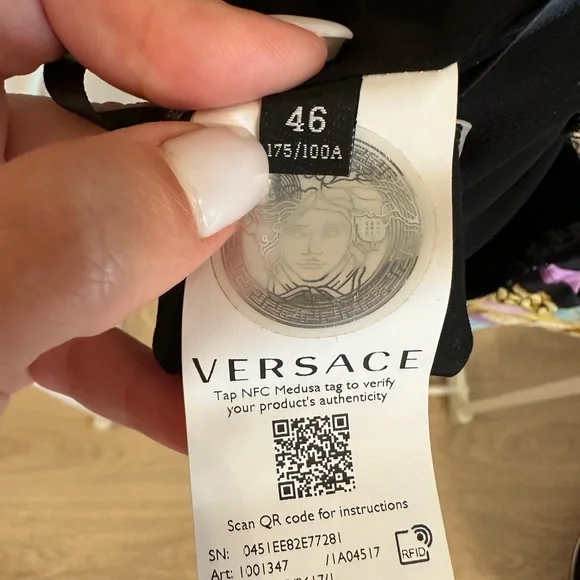 46
175/100A
VERSACE
Tap NFC Medusa tag to verify
your product's authenticity
Scan QR code for instructions
SN: 0451EE82E77281
Art: 1001347 /1A04517
RFID